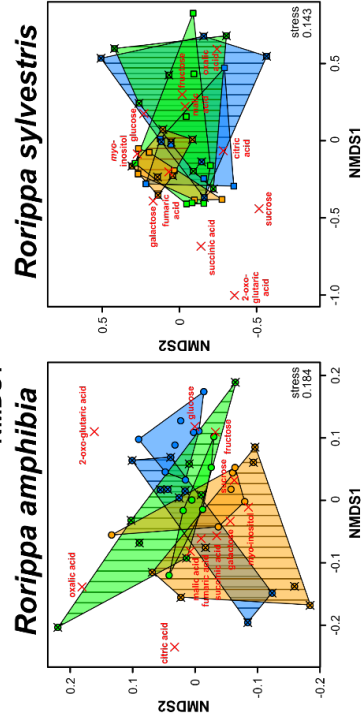 Rorippa amphibia
NMDS2
0.2
0.1
0
-0.1
-0.2
oxalic acid
2-oxo-glutaric acid
citric acid
glucose
malic acid
fumaric acid
succinic acid
galactose
sucrose
fructose
myo-inositol
stress
0.184
-0.2
-0.1
0
0.1
0.2
NMDS1
Rorippa sylvestris
NMDS2
0.5
0
-0.5
myo-
inositol
glucose
galactose
fumaric
acid
fructose
malic
acid
oxalic
acid
succinic acid
citric
acid
sucrose
2-oxo-
glutaric
acid
stress
0.143
-1.0
-0.5
0
0.5
NMDS1